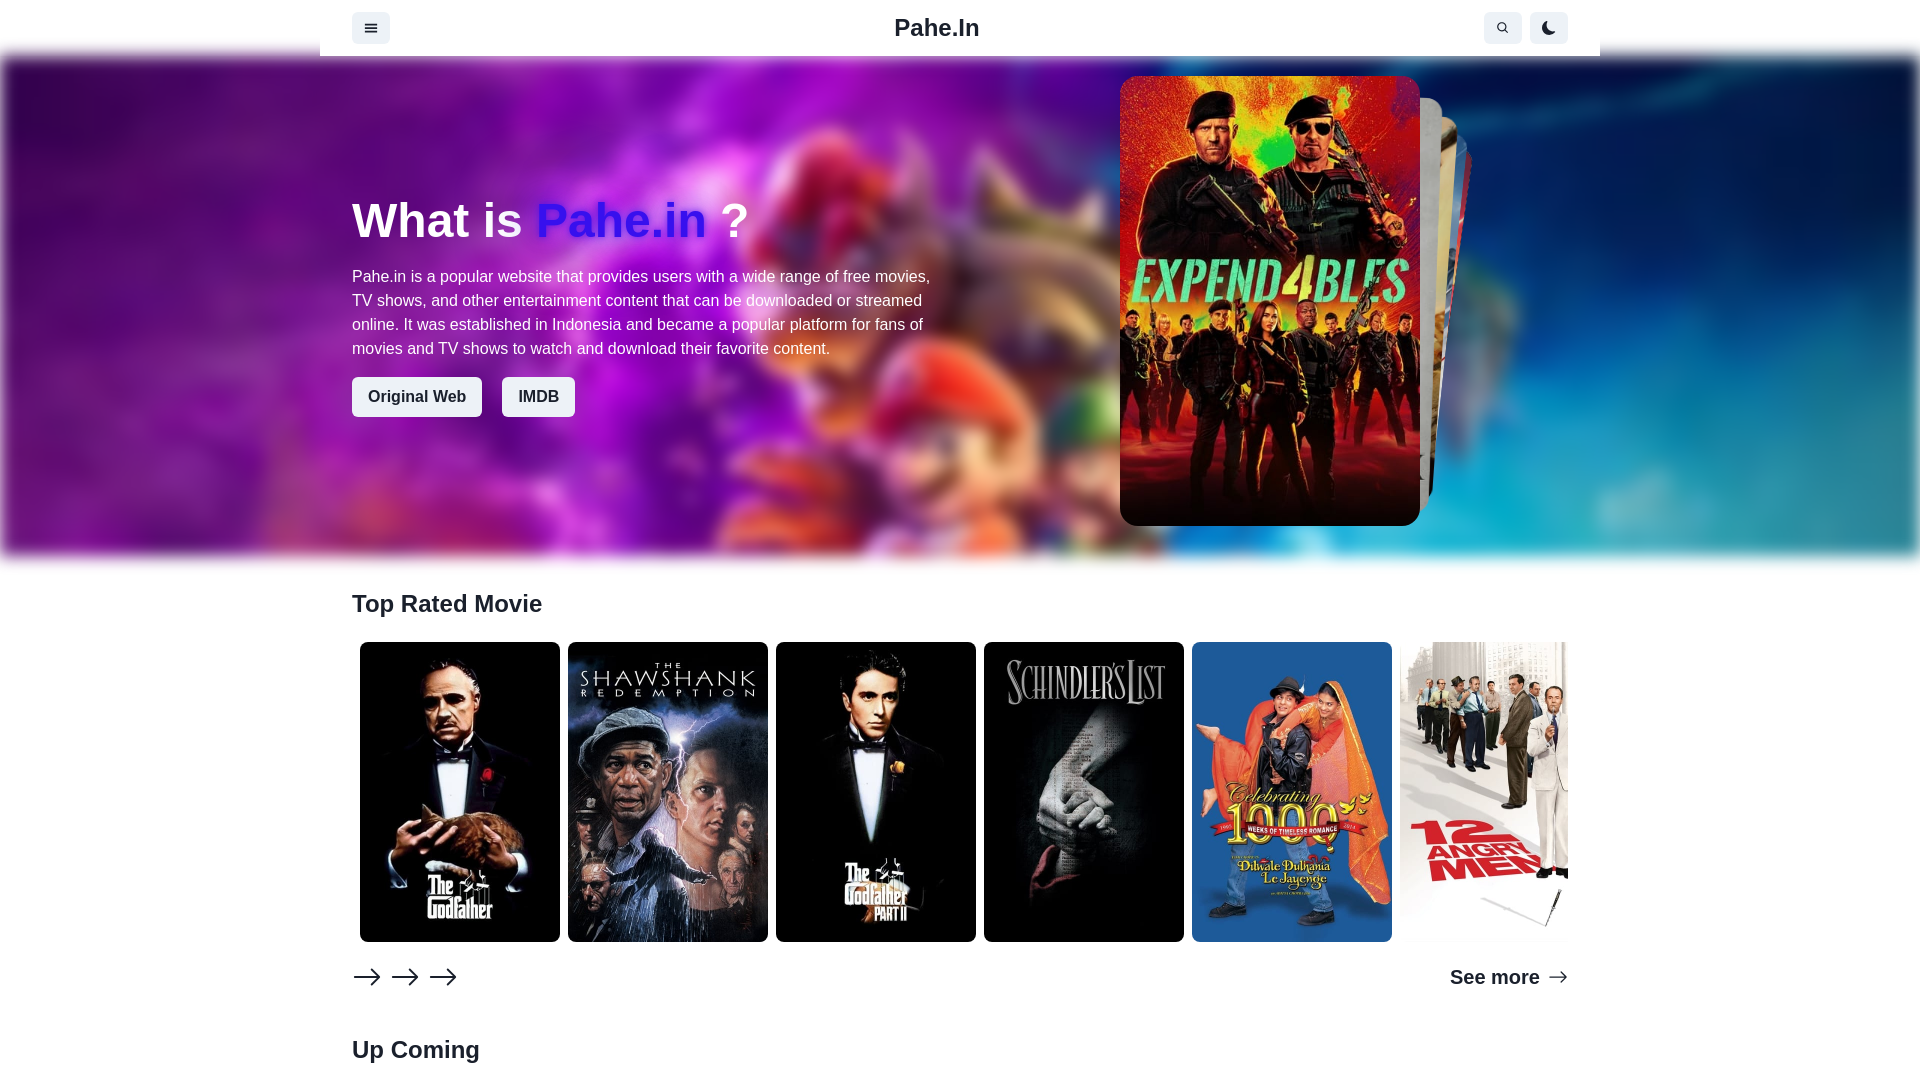 Pahe.In
What is Pahe.in ?
Pahe.in is a popular website that provides users with a wide range of free movies,
TV shows, and other entertainment content that can be downloaded or streamed
online. It was established in Indonesia and became a popular platform for fans of
movies and TV shows to watch and download their favorite content.
Original Web
IMDB
EXPEND4BLES
Top Rated Movie
The
Godfather
THE
SHAWSHANK
REDEMPTION
The
Godfather
PART II
SCHINDLER'S LIST
Celebrating
1000
WEEKS OF TIMELESS ROMANCE
Dilwale Dulhania
Le Jayenge
12
ANGRY
MEN
See more
Up Coming